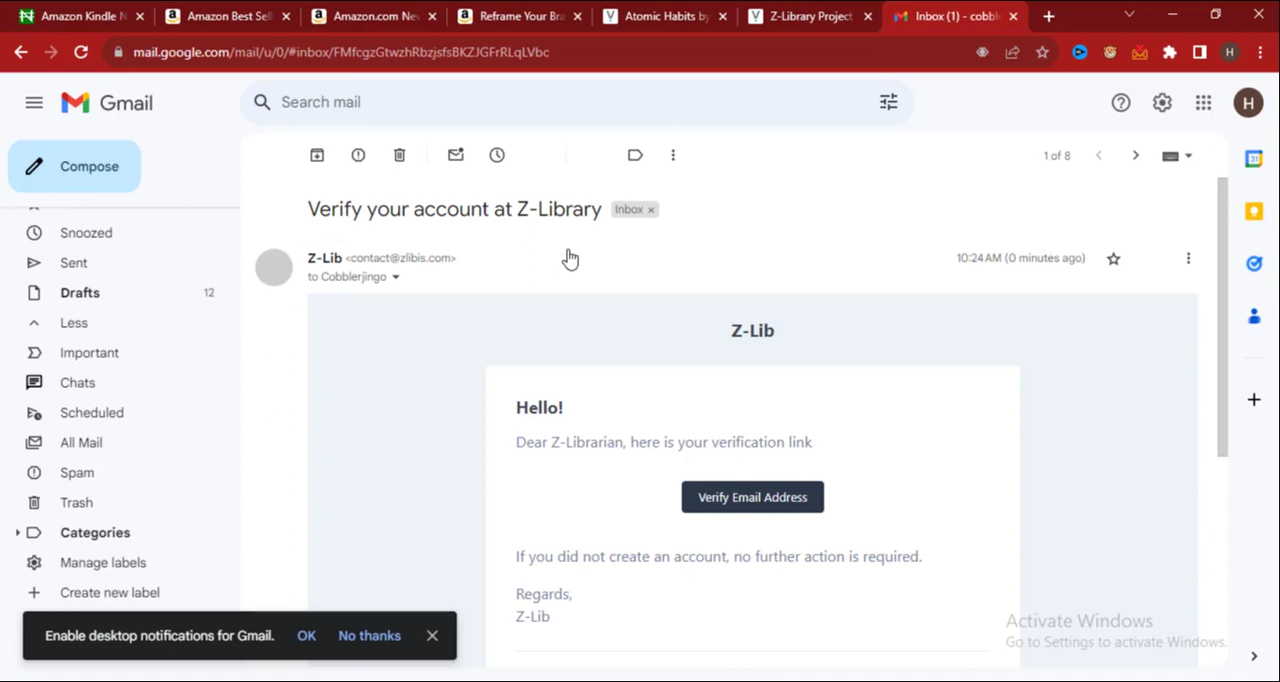 Amazon Kindle N
Amazon Best Sell
Amazon.com Nev
Reframe Your Bra
Atomic Habits by
Z-Library Project
Inbox (1) - cobbl
mail.google.com/mail/u/0/#inbox/FMfcgzGtwzhRbzjsfsBKZJGFrRLqLVbc
H
Gmail
Search mail
H
Compose
1 of 8
Snoozed
Sent
Drafts 12
Less
Important
Chats
Scheduled
All Mail
Spam
Trash
Categories
Manage labels
Create new label
Verify your account at Z-Library
Inbox x
Z-Lib <contact@zlibis.com>
10:24 AM (0 minutes ago)
to Cobblerjingo
Z-Lib
Hello!
Dear Z-Librarian, here is your verification link
Verify Email Address
If you did not create an account, no further action is required.
Regards,
Z-Lib
Enable desktop notifications for Gmail. OK No thanks
Activate Windows
Go to Settings to activate Windows.
31